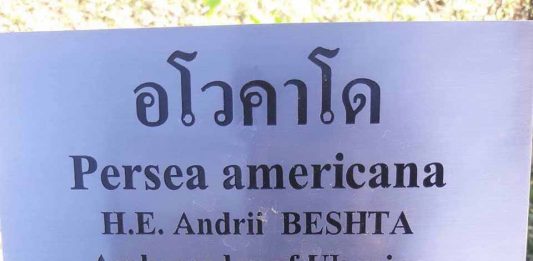 อโวคาโด
Persea americana
H.E. Andrii BESHTA